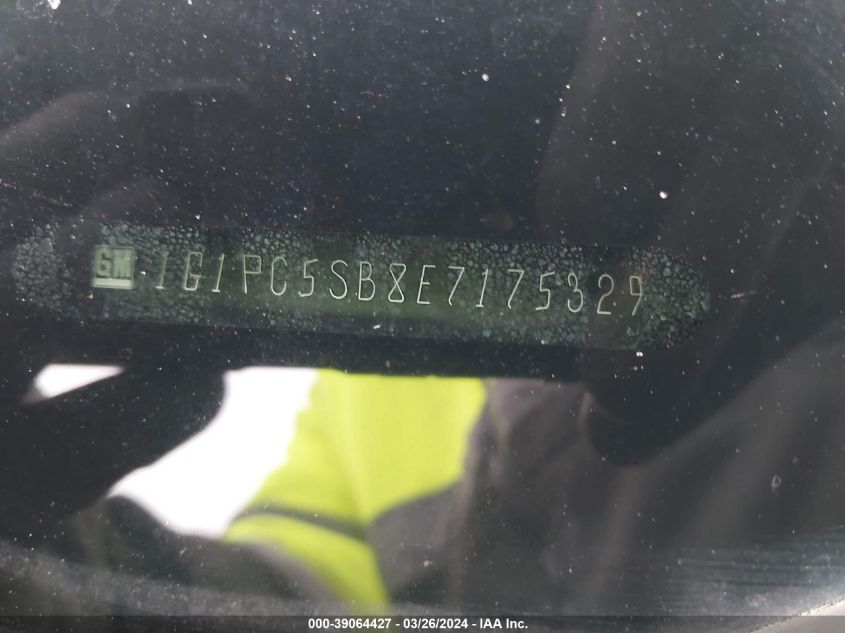 GM 1G1PC5SB8E7175329
000-39064427 - 03/26/2024 - IAA Inc.